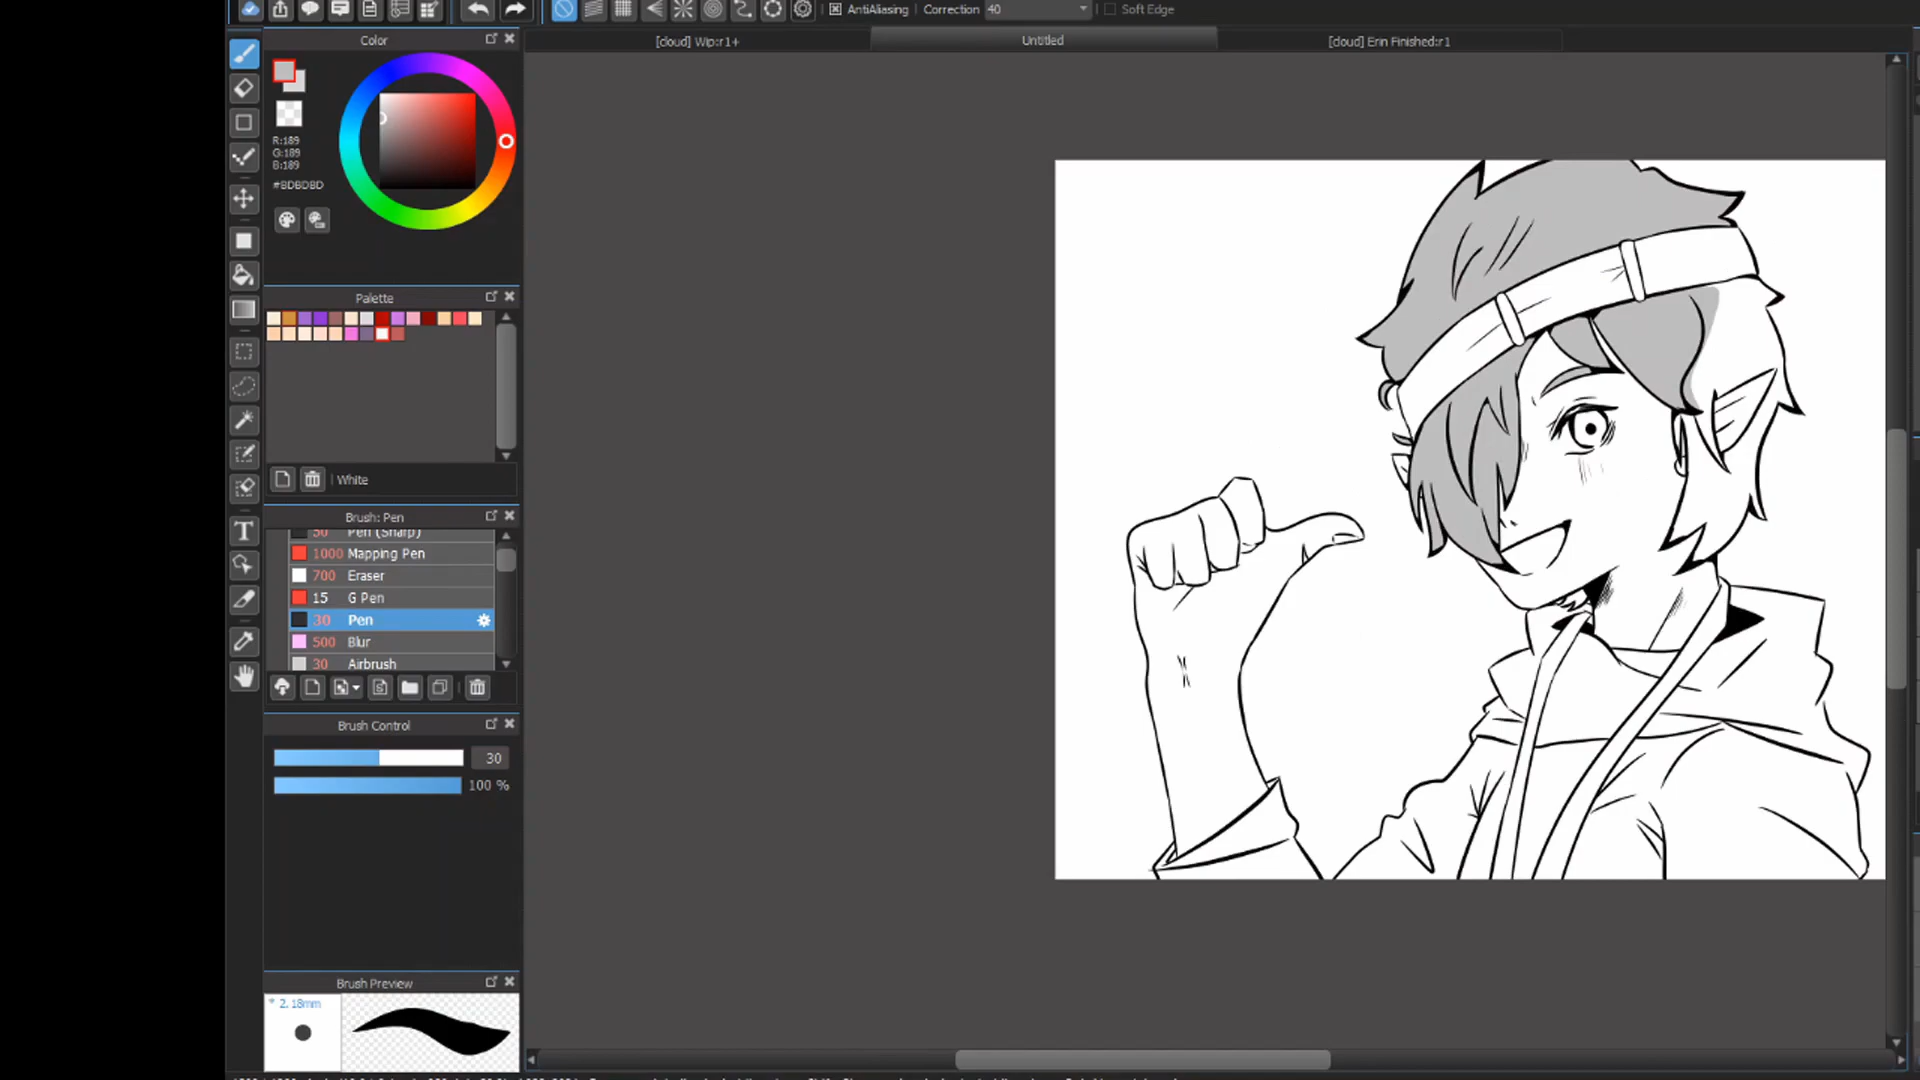 AntiAliasing Correction 40 Soft Edge
Color
[cloud] Wip:r1+
Untitled
[cloud] Erin Finished:r1
R:189
G:189
B:189
#BDBDBD
Palette
White
Brush: Pen
50 Pen (Sharp)
1000 Mapping Pen
700 Eraser
15 G Pen
30 Pen
500 Blur
30 Airbrush
Brush Control
30
100 %
Brush Preview
* 2.18mm